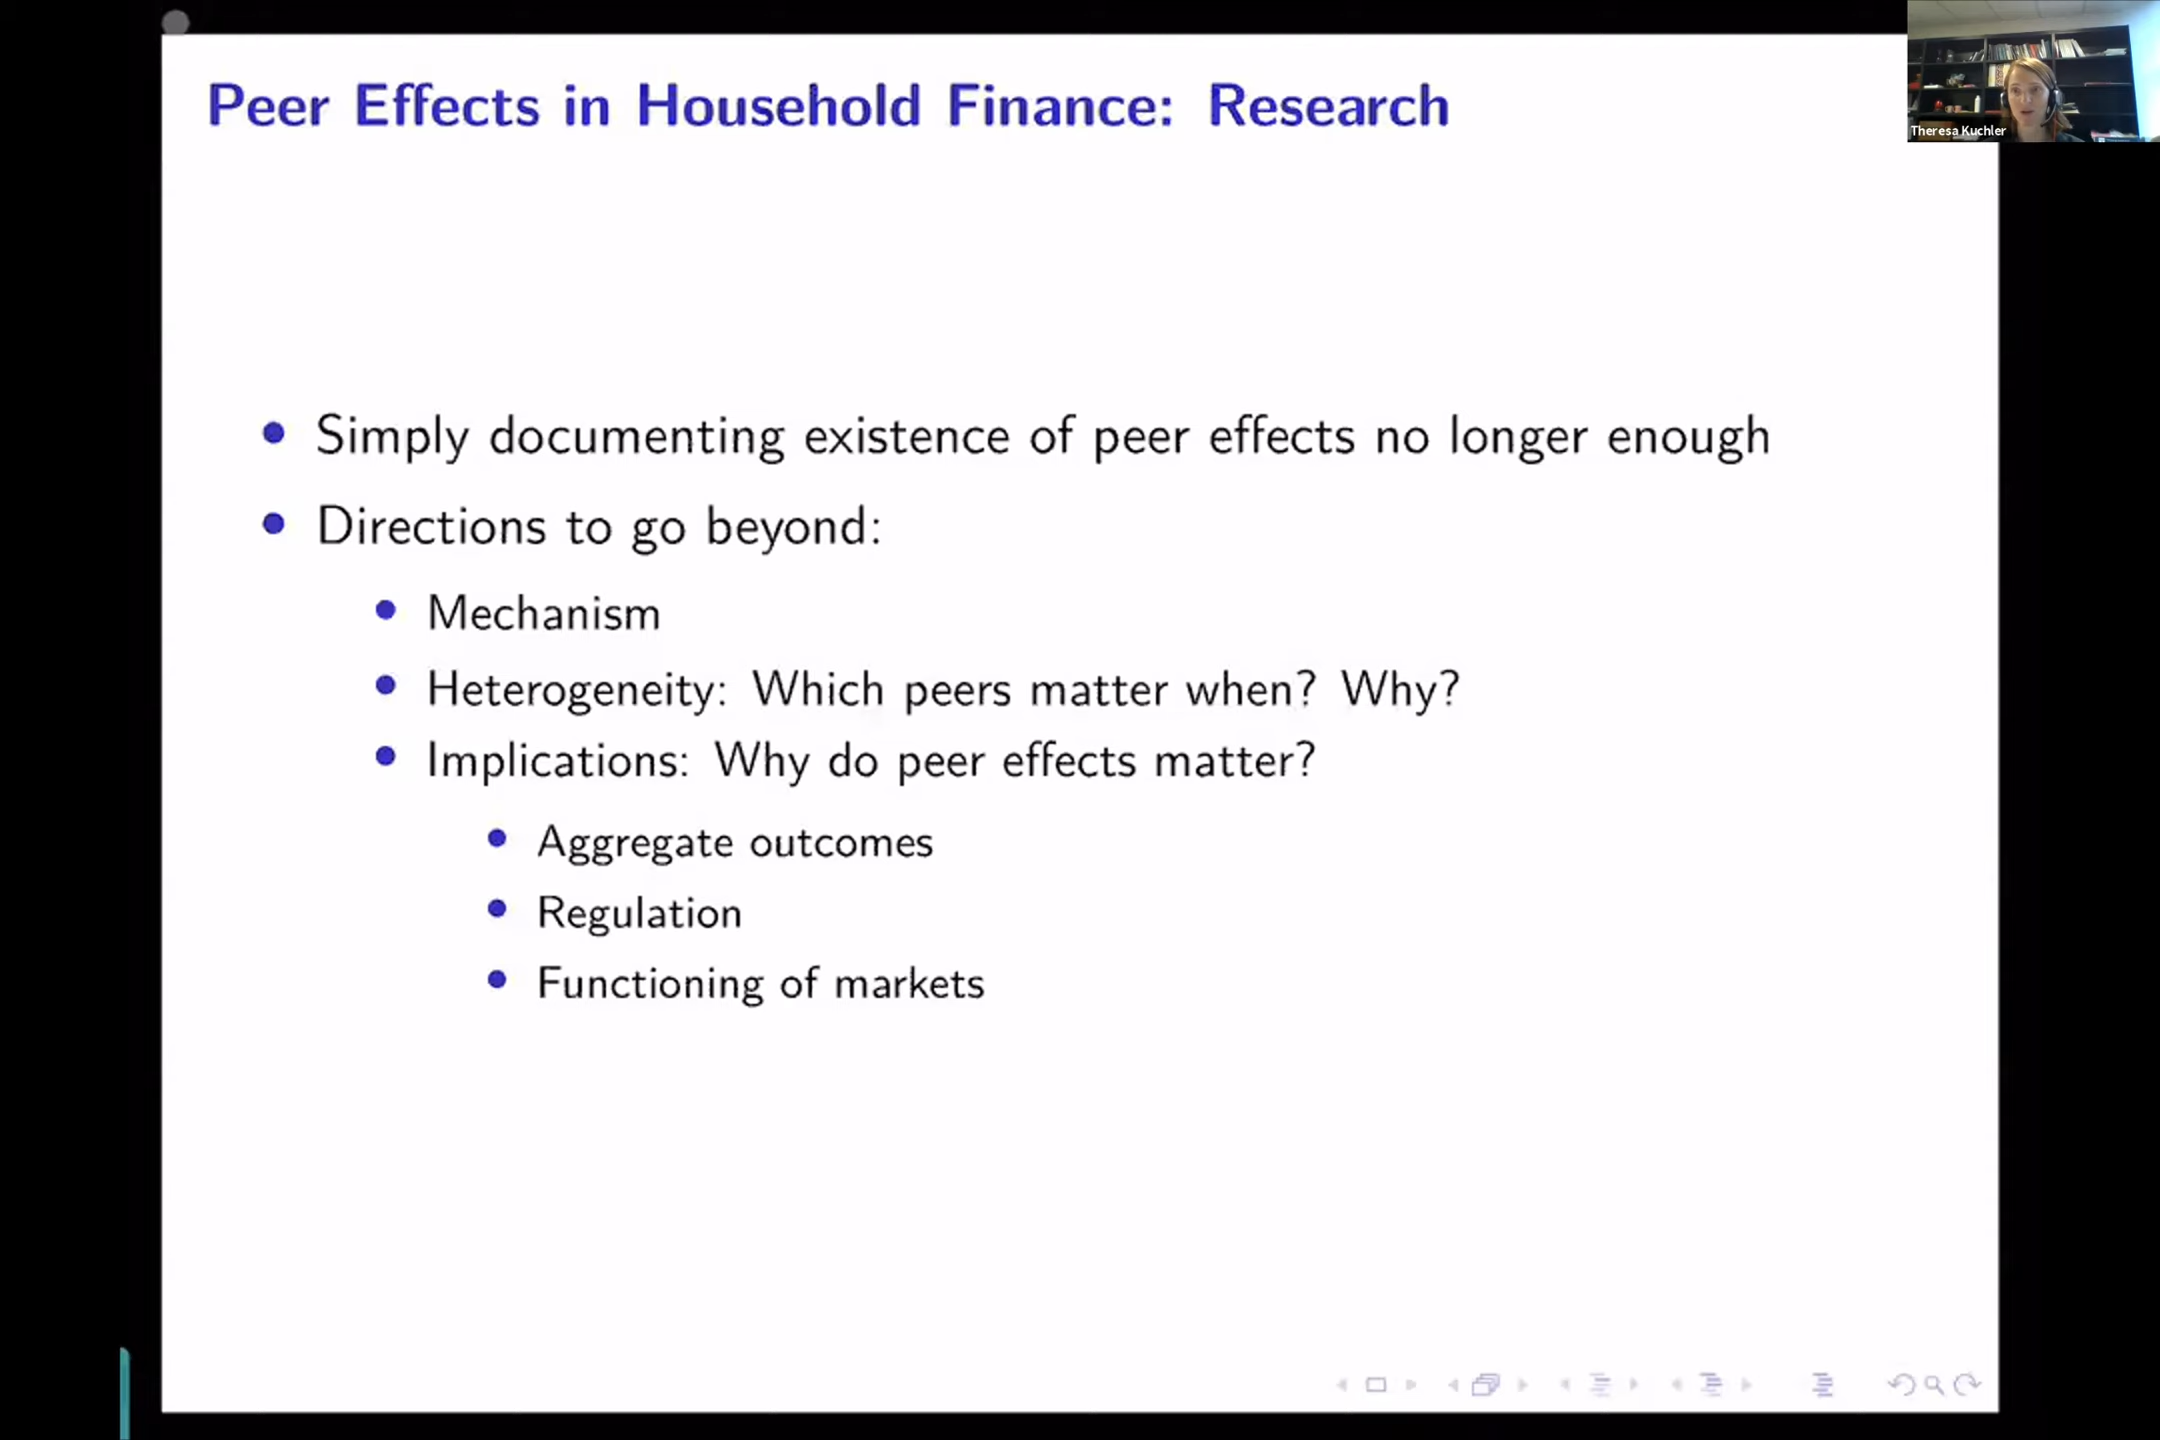 Peer Effects in Household Finance: Research
Theresa Kuchler
Simply documenting existence of peer effects no longer enough
Directions to go beyond:
Mechanism
Heterogeneity: Which peers matter when? Why?
Implications: Why do peer effects matter?
Aggregate outcomes
Regulation
Functioning of markets